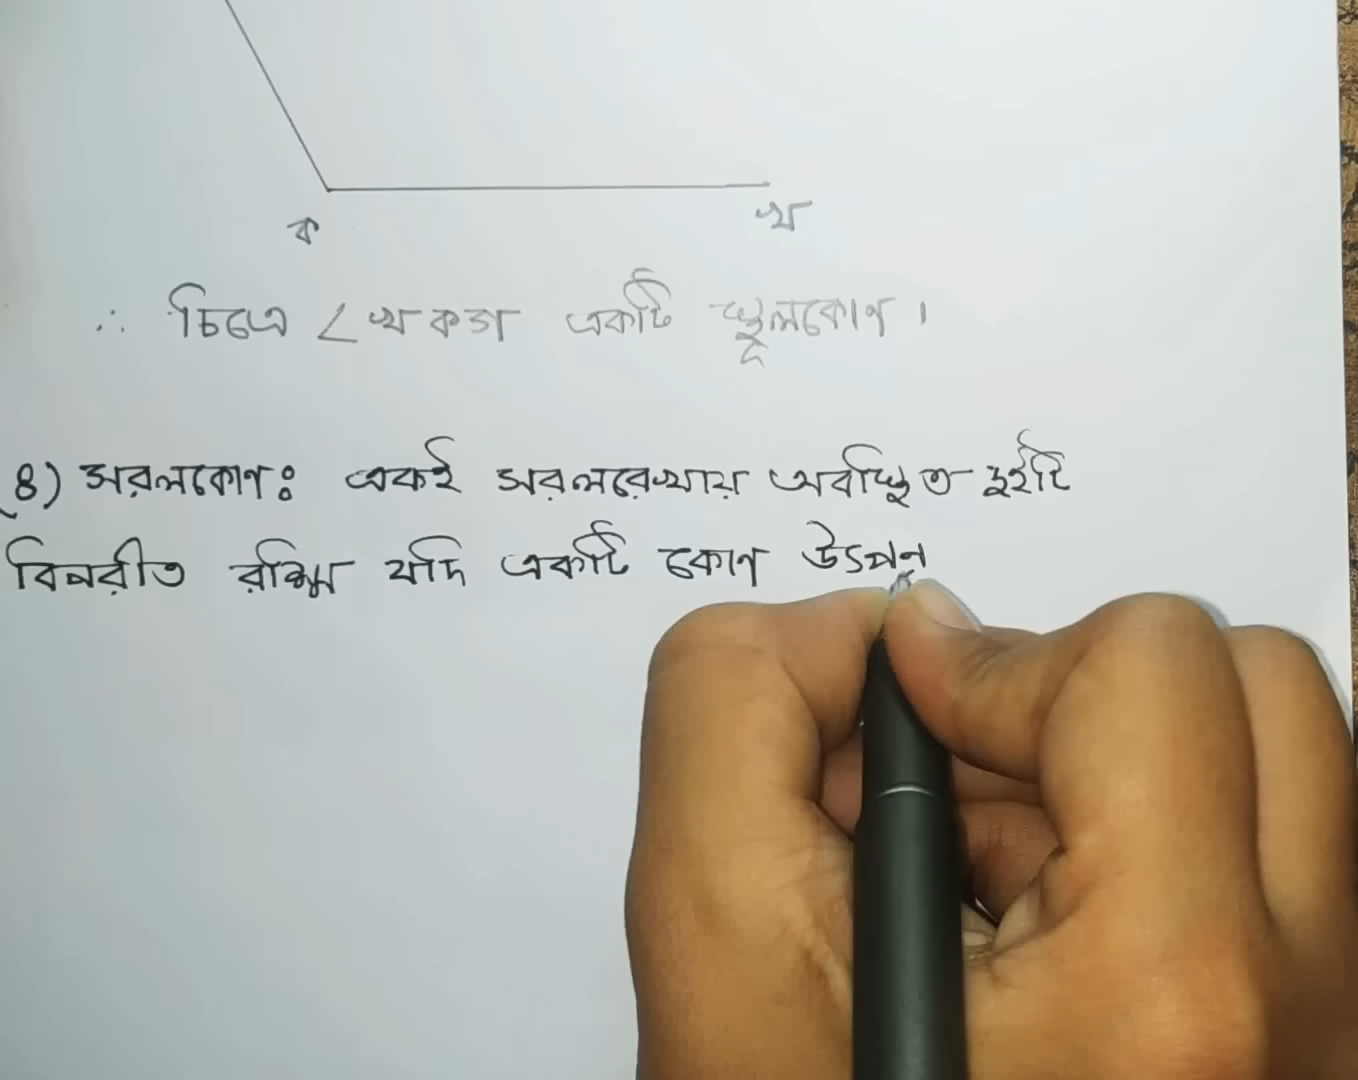 ক খ
∴ চিত্রে ∠খকগ একটি স্থূলকোণ।
(৪) সরলকোণঃ একই সরলরেখায় অবস্থিত দুইটি
বিপরীত রশ্মি যদি একটি কোণ উৎপন্ন